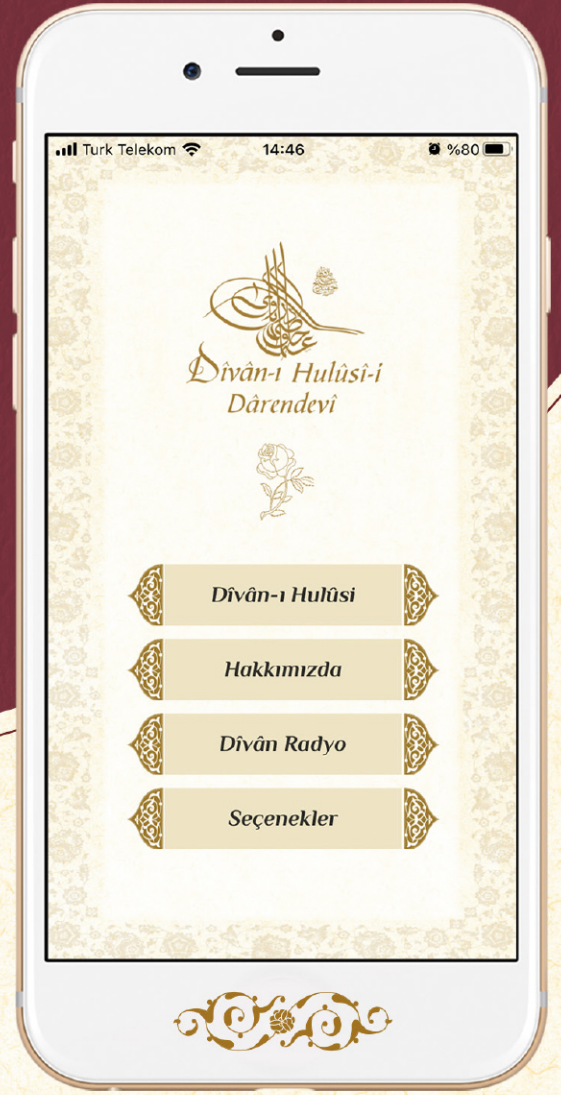 Turk Telekom 14:46 %80
Dîvân-ı Hulûsî-i
Dârendevî
Dîvân-ı Hulûsi
Hakkımızda
Dîvân Radyo
Seçenekler